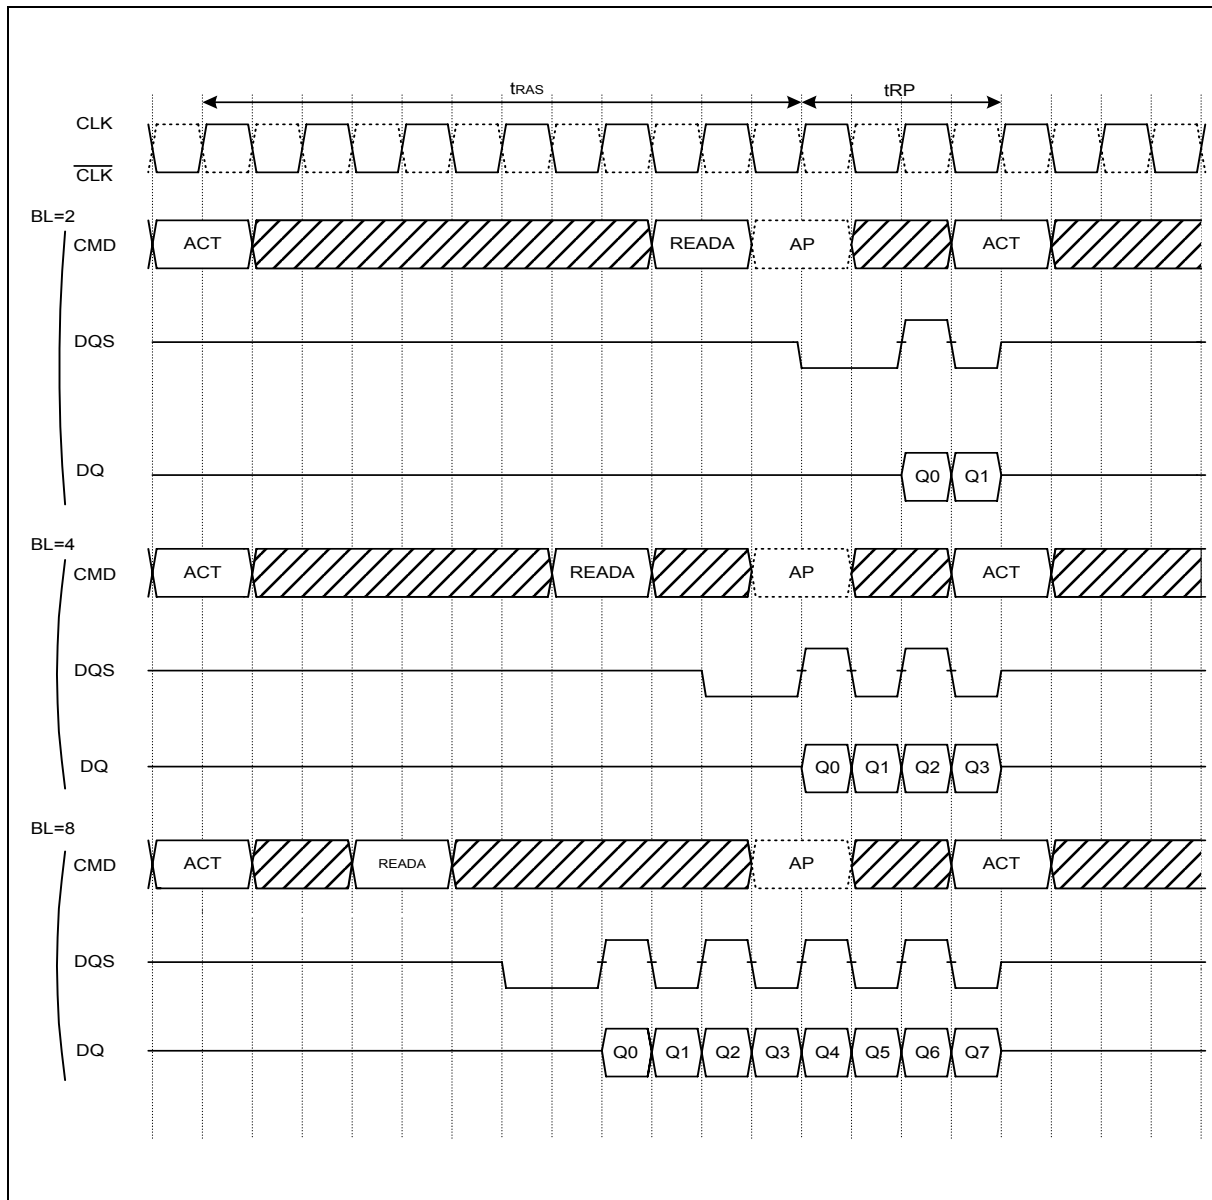 tRAS tRP
CLK
CLK
BL=2
CMD ACT READA AP ACT
DQS
DQ Q0 Q1
BL=4
CMD ACT READA AP ACT
DQS
DQ Q0 Q1 Q2 Q3
BL=8
CMD ACT READA AP ACT
DQS
DQ Q0 Q1 Q2 Q3 Q4 Q5 Q6 Q7